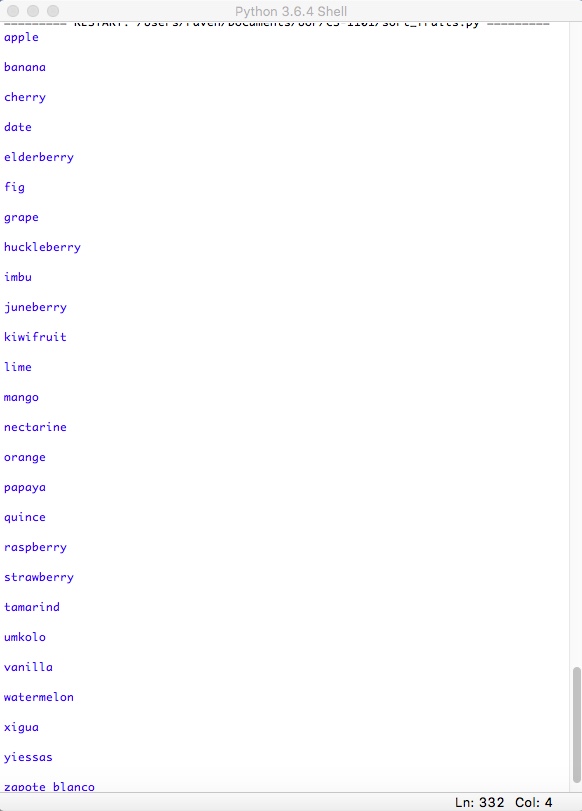 Python 3.6.4 Shell
========= RESTART: /Users/raven/Documents/UoP/CS-1101/sort_fruits.py =========
apple
banana
cherry
date
elderberry
fig
grape
huckleberry
imbu
juneberry
kiwifruit
lime
mango
nectarine
orange
papaya
quince
raspberry
strawberry
tamarind
umkolo
vanilla
watermelon
xigua
yiessas
zapote blanco
Ln: 332 Col: 4